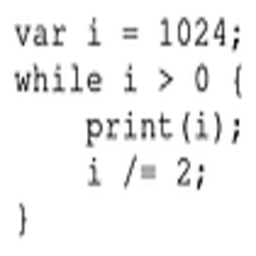 var i = 1024;
while i > 0 {
    print(i);
    i /= 2;
}